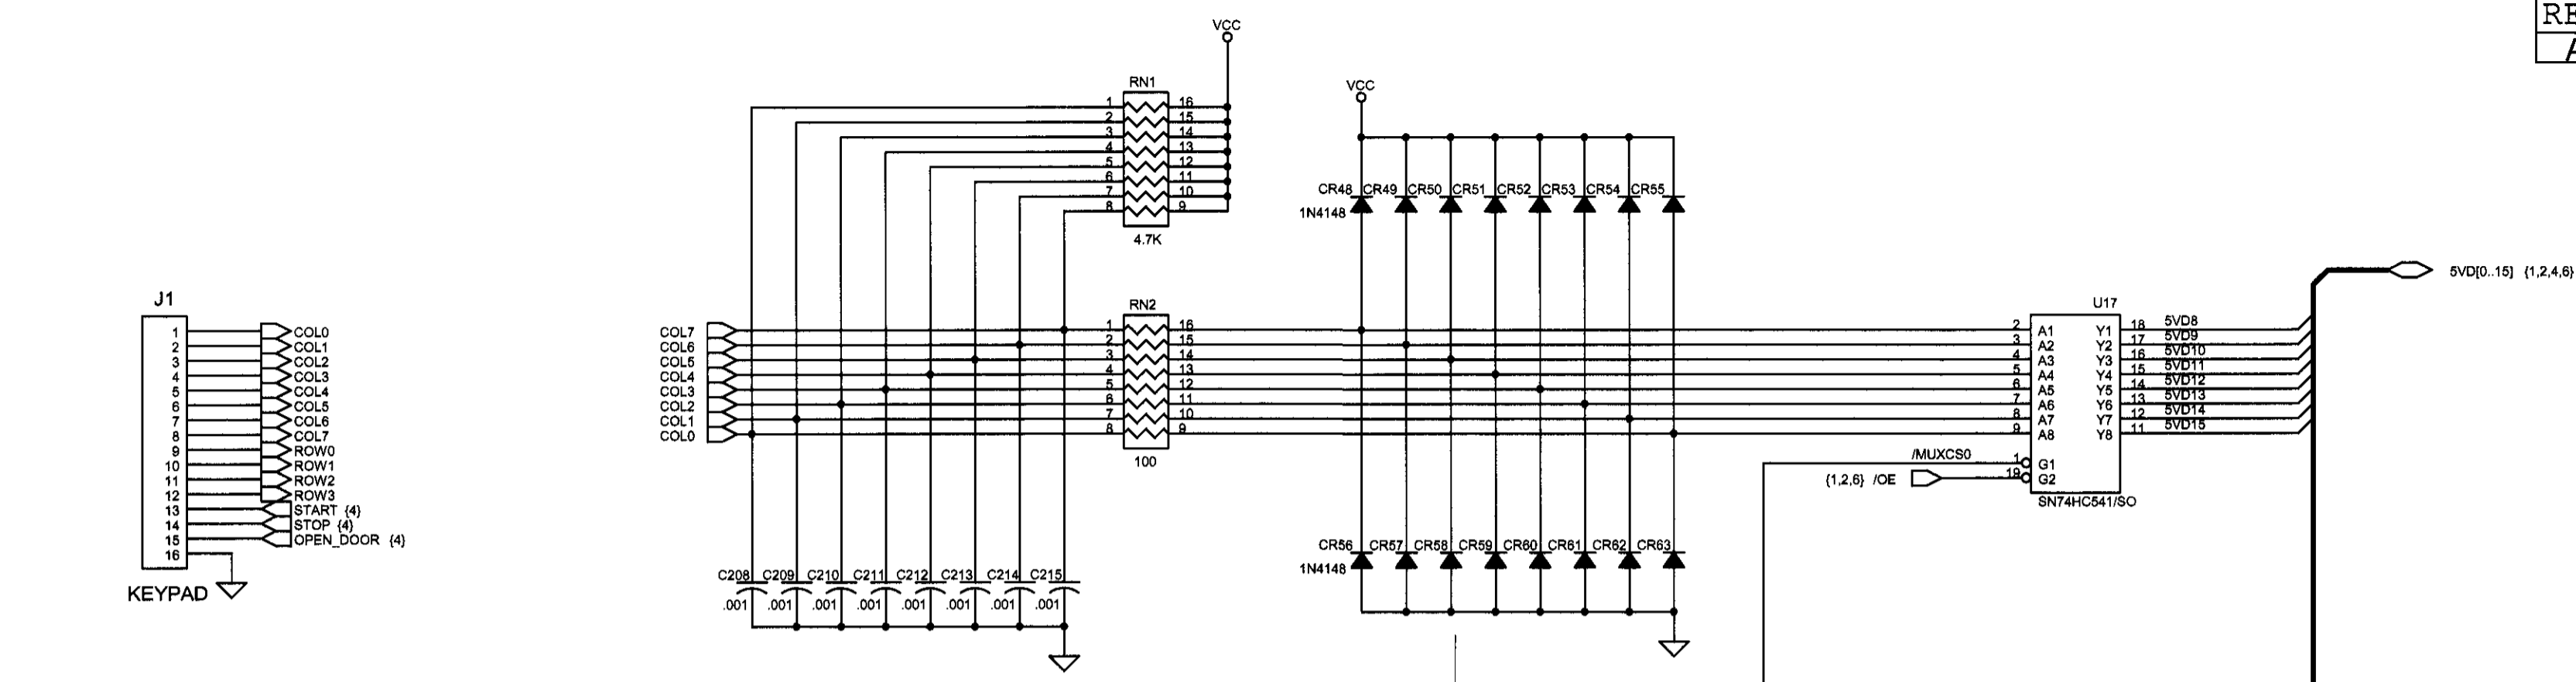 RE
A
VCC
RN1
1 16
2 15
3 14
4 13
5 12
6 11
7 10
8 9
4.7K
VCC
CR48 CR49 CR50 CR51 CR52 CR53 CR54 CR55
1N4148
5VD[0..15] {1,2,4,6}
J1
1 COL0
2 COL1
3 COL2
4 COL3
5 COL4
6 COL5
7 COL6
8 COL7
9 ROW0
10 ROW1
11 ROW2
12 ROW3
13 START {4}
14 STOP {4}
15 OPEN_DOOR {4}
16
KEYPAD
RN2
COL7 1 16
COL6 2 15
COL5 3 14
COL4 4 13
COL3 5 12
COL2 6 11
COL1 7 10
COL0 8 9
100
U17
2 A1 Y1 18 5VD8
3 A2 Y2 17 5VD9
4 A3 Y3 16 5VD10
5 A4 Y4 15 5VD11
6 A5 Y5 14 5VD12
7 A6 Y6 13 5VD13
8 A7 Y7 12 5VD14
9 A8 Y8 11 5VD15
/MUXCS0 1 G1
{1,2,6} /OE 19 G2
SN74HC541/SO
C208 C209 C210 C211 C212 C213 C214 C215
.001 .001 .001 .001 .001 .001 .001 .001
CR56 CR57 CR58 CR59 CR60 CR61 CR62 CR63
1N4148